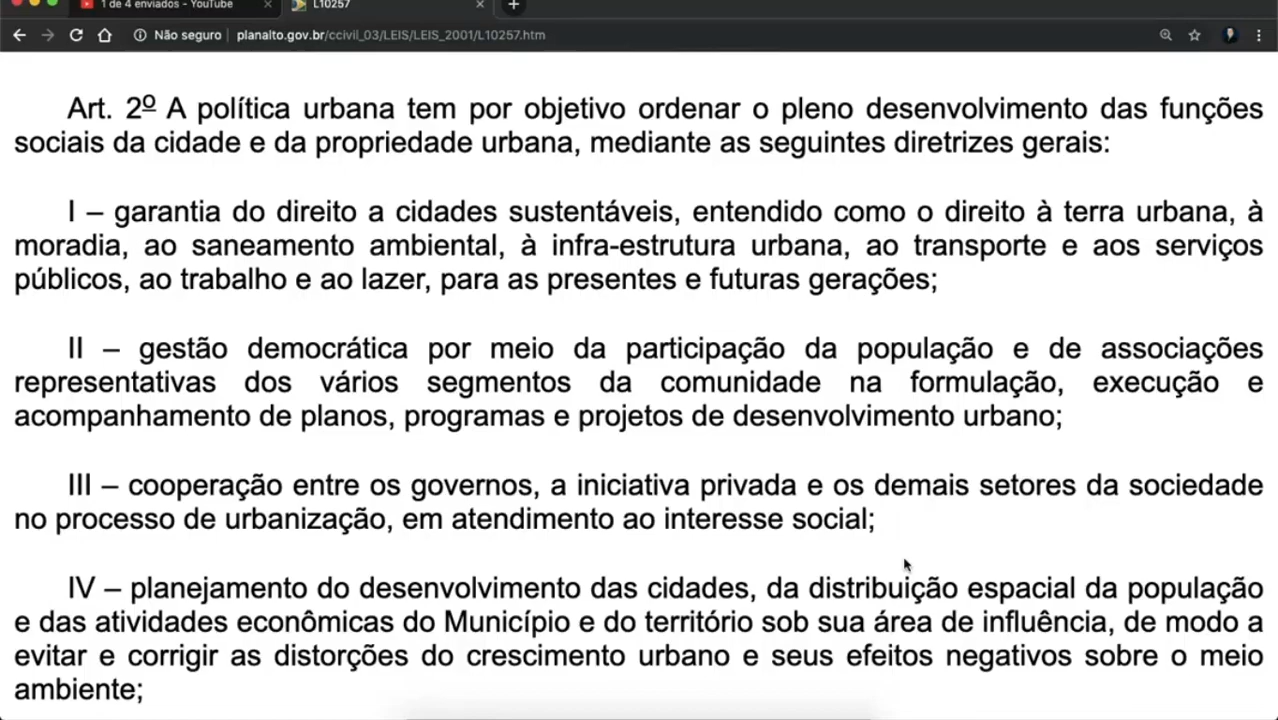 1 de 4 enviados - YouTube
L10257
Não seguro
planalto.gov.br/ccivil_03/LEIS/LEIS_2001/L10257.htm
Art. 2º A política urbana tem por objetivo ordenar o pleno desenvolvimento das funções
sociais da cidade e da propriedade urbana, mediante as seguintes diretrizes gerais:
I – garantia do direito a cidades sustentáveis, entendido como o direito à terra urbana, à
moradia, ao saneamento ambiental, à infra-estrutura urbana, ao transporte e aos serviços
públicos, ao trabalho e ao lazer, para as presentes e futuras gerações;
II – gestão democrática por meio da participação da população e de associações
representativas dos vários segmentos da comunidade na formulação, execução e
acompanhamento de planos, programas e projetos de desenvolvimento urbano;
III – cooperação entre os governos, a iniciativa privada e os demais setores da sociedade
no processo de urbanização, em atendimento ao interesse social;
IV – planejamento do desenvolvimento das cidades, da distribuição espacial da população
e das atividades econômicas do Município e do território sob sua área de influência, de modo a
evitar e corrigir as distorções do crescimento urbano e seus efeitos negativos sobre o meio
ambiente;